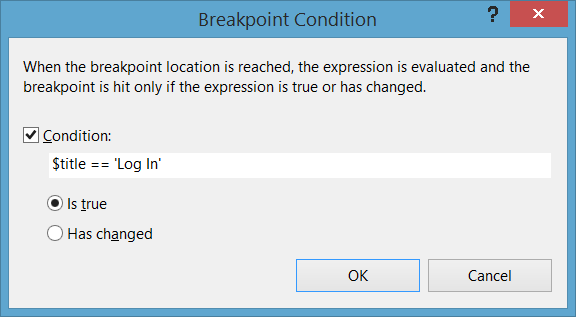 Breakpoint Condition
?
When the breakpoint location is reached, the expression is evaluated and the
breakpoint is hit only if the expression is true or has changed.
Condition:
$title == 'Log In'
Is true
Has changed
OK
Cancel